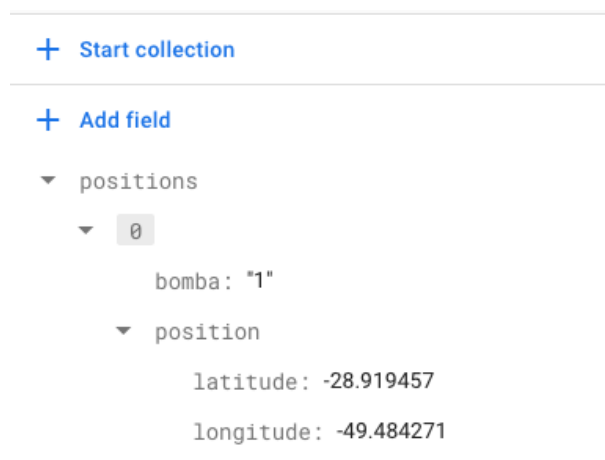 Start collection
Add field
positions
0
bomba: "1"
position
latitude: -28.919457
longitude: -49.484271